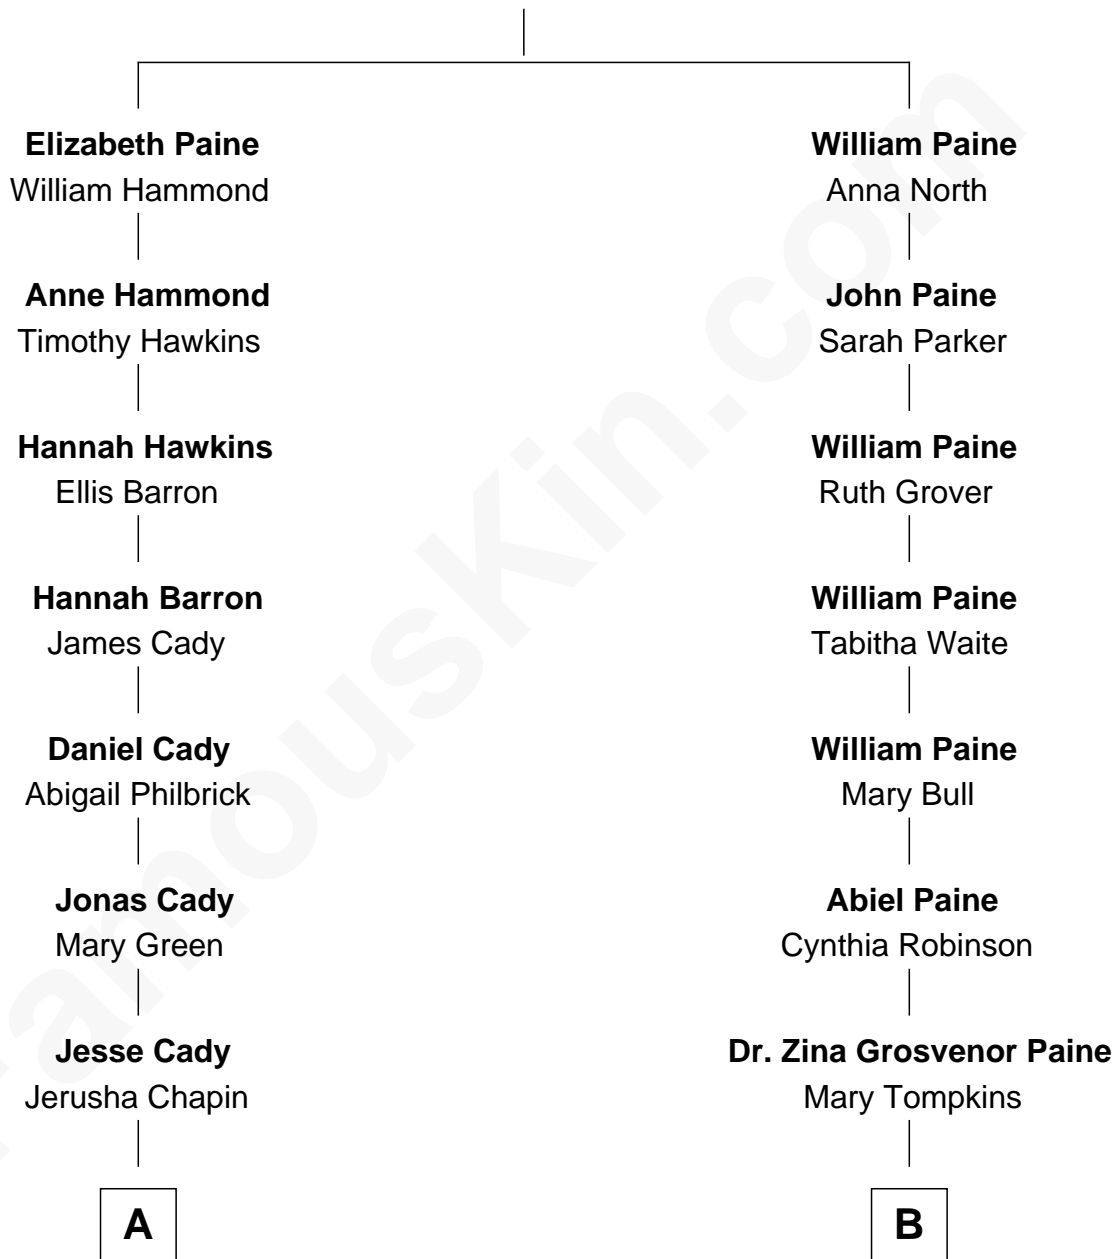 Elizabeth Paine
William Hammond
Anne Hammond
Timothy Hawkins
Hannah Hawkins
Ellis Barron
Hannah Barron
James Cady
Daniel Cady
Abigail Philbrick
Jonas Cady
Mary Green
Jesse Cady
Jerusha Chapin
A
William Paine
Anna North
John Paine
Sarah Parker
William Paine
Ruth Grover
William Paine
Tabitha Waite
William Paine
Mary Bull
Abiel Paine
Cynthia Robinson
Dr. Zina Grosvenor Paine
Mary Tompkins
B
FamousKin.com